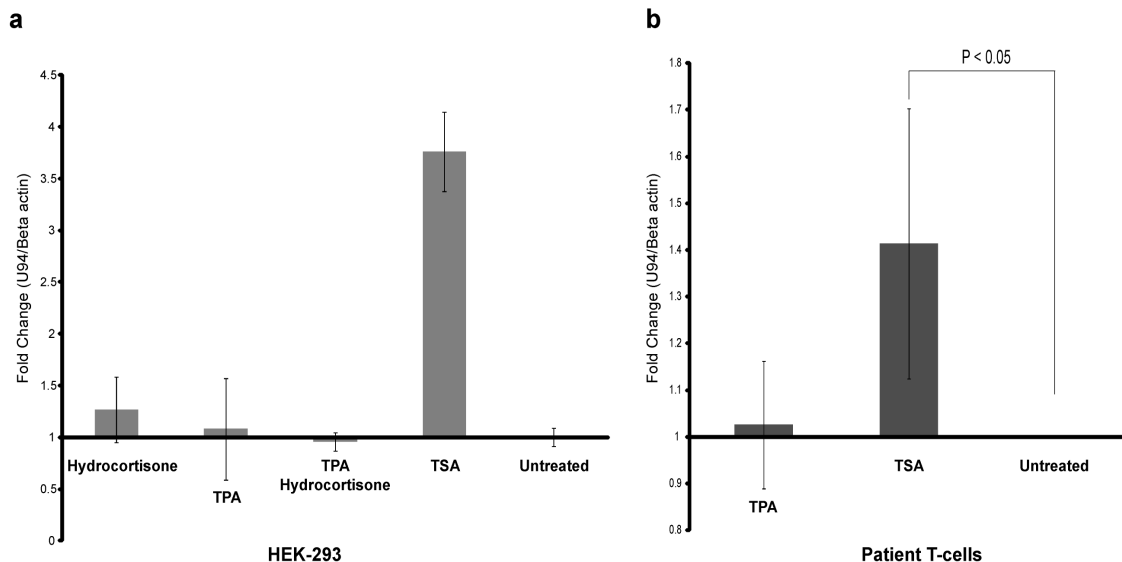 a
Fold Change (U94/Beta actin)
4.5
4
3.5
3
2.5
2
1.5
1
0.5
0
Hydrocortisone
TPA
TPA
Hydrocortisone
TSA
Untreated
HEK-293
b
Fold Change (U94/Beta actin)
1.8
1.7
1.6
1.5
1.4
1.3
1.2
1.1
1
0.9
0.8
P < 0.05
TPA
TSA
Untreated
Patient T-cells